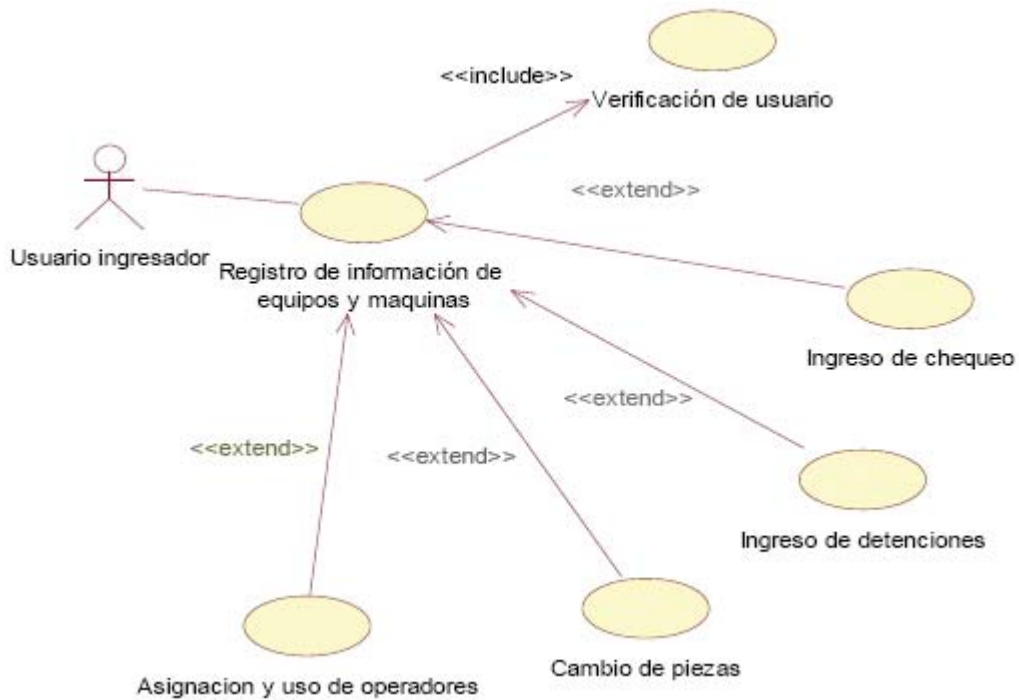 <<include>>
Verificación de usuario
<<extend>>
Usuario ingresador
Registro de información de
equipos y maquinas
Ingreso de chequeo
<<extend>>
<<extend>>
<<extend>>
Ingreso de detenciones
Cambio de piezas
Asignacion y uso de operadores